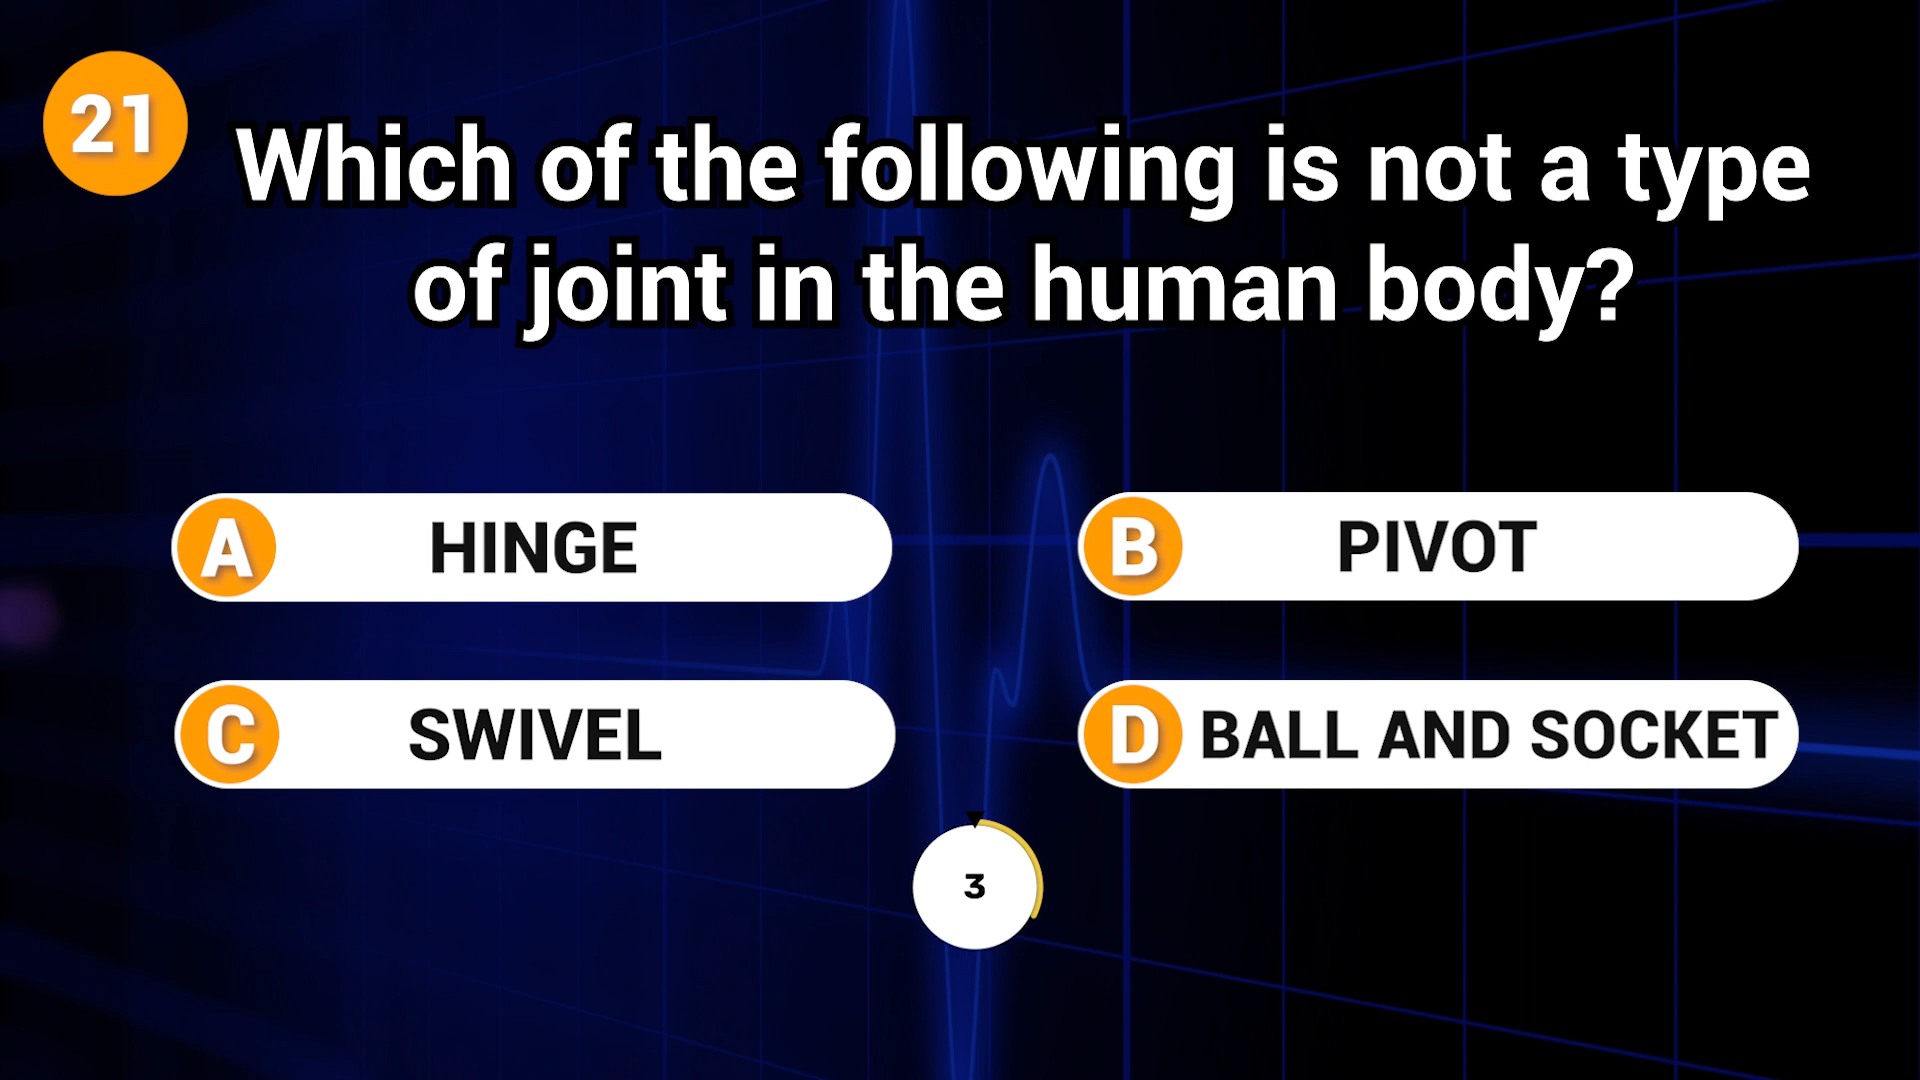 21
Which of the following is not a type
of joint in the human body?
A HINGE
B PIVOT
C SWIVEL
D BALL AND SOCKET
3